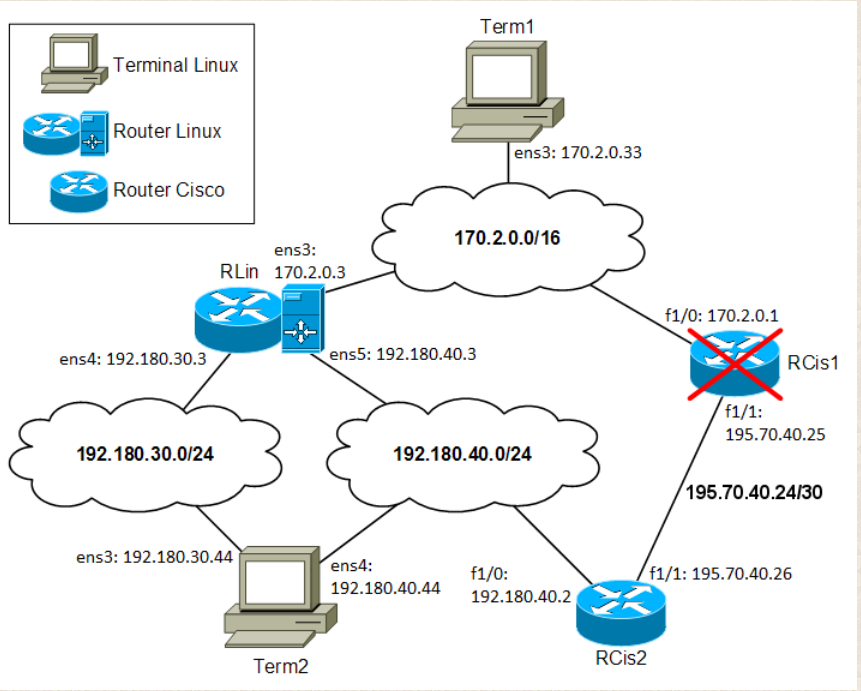 Term1
Terminal Linux
Router Linux
Router Cisco
ens3: 170.2.0.33
170.2.0.0/16
ens3:
170.2.0.3
RLin
f1/0: 170.2.0.1
RCis1
ens4: 192.180.30.3
ens5: 192.180.40.3
f1/1:
195.70.40.25
192.180.30.0/24
192.180.40.0/24
195.70.40.24/30
ens3: 192.180.30.44
ens4:
192.180.40.44
f1/0:
192.180.40.2
f1/1: 195.70.40.26
Term2
RCis2